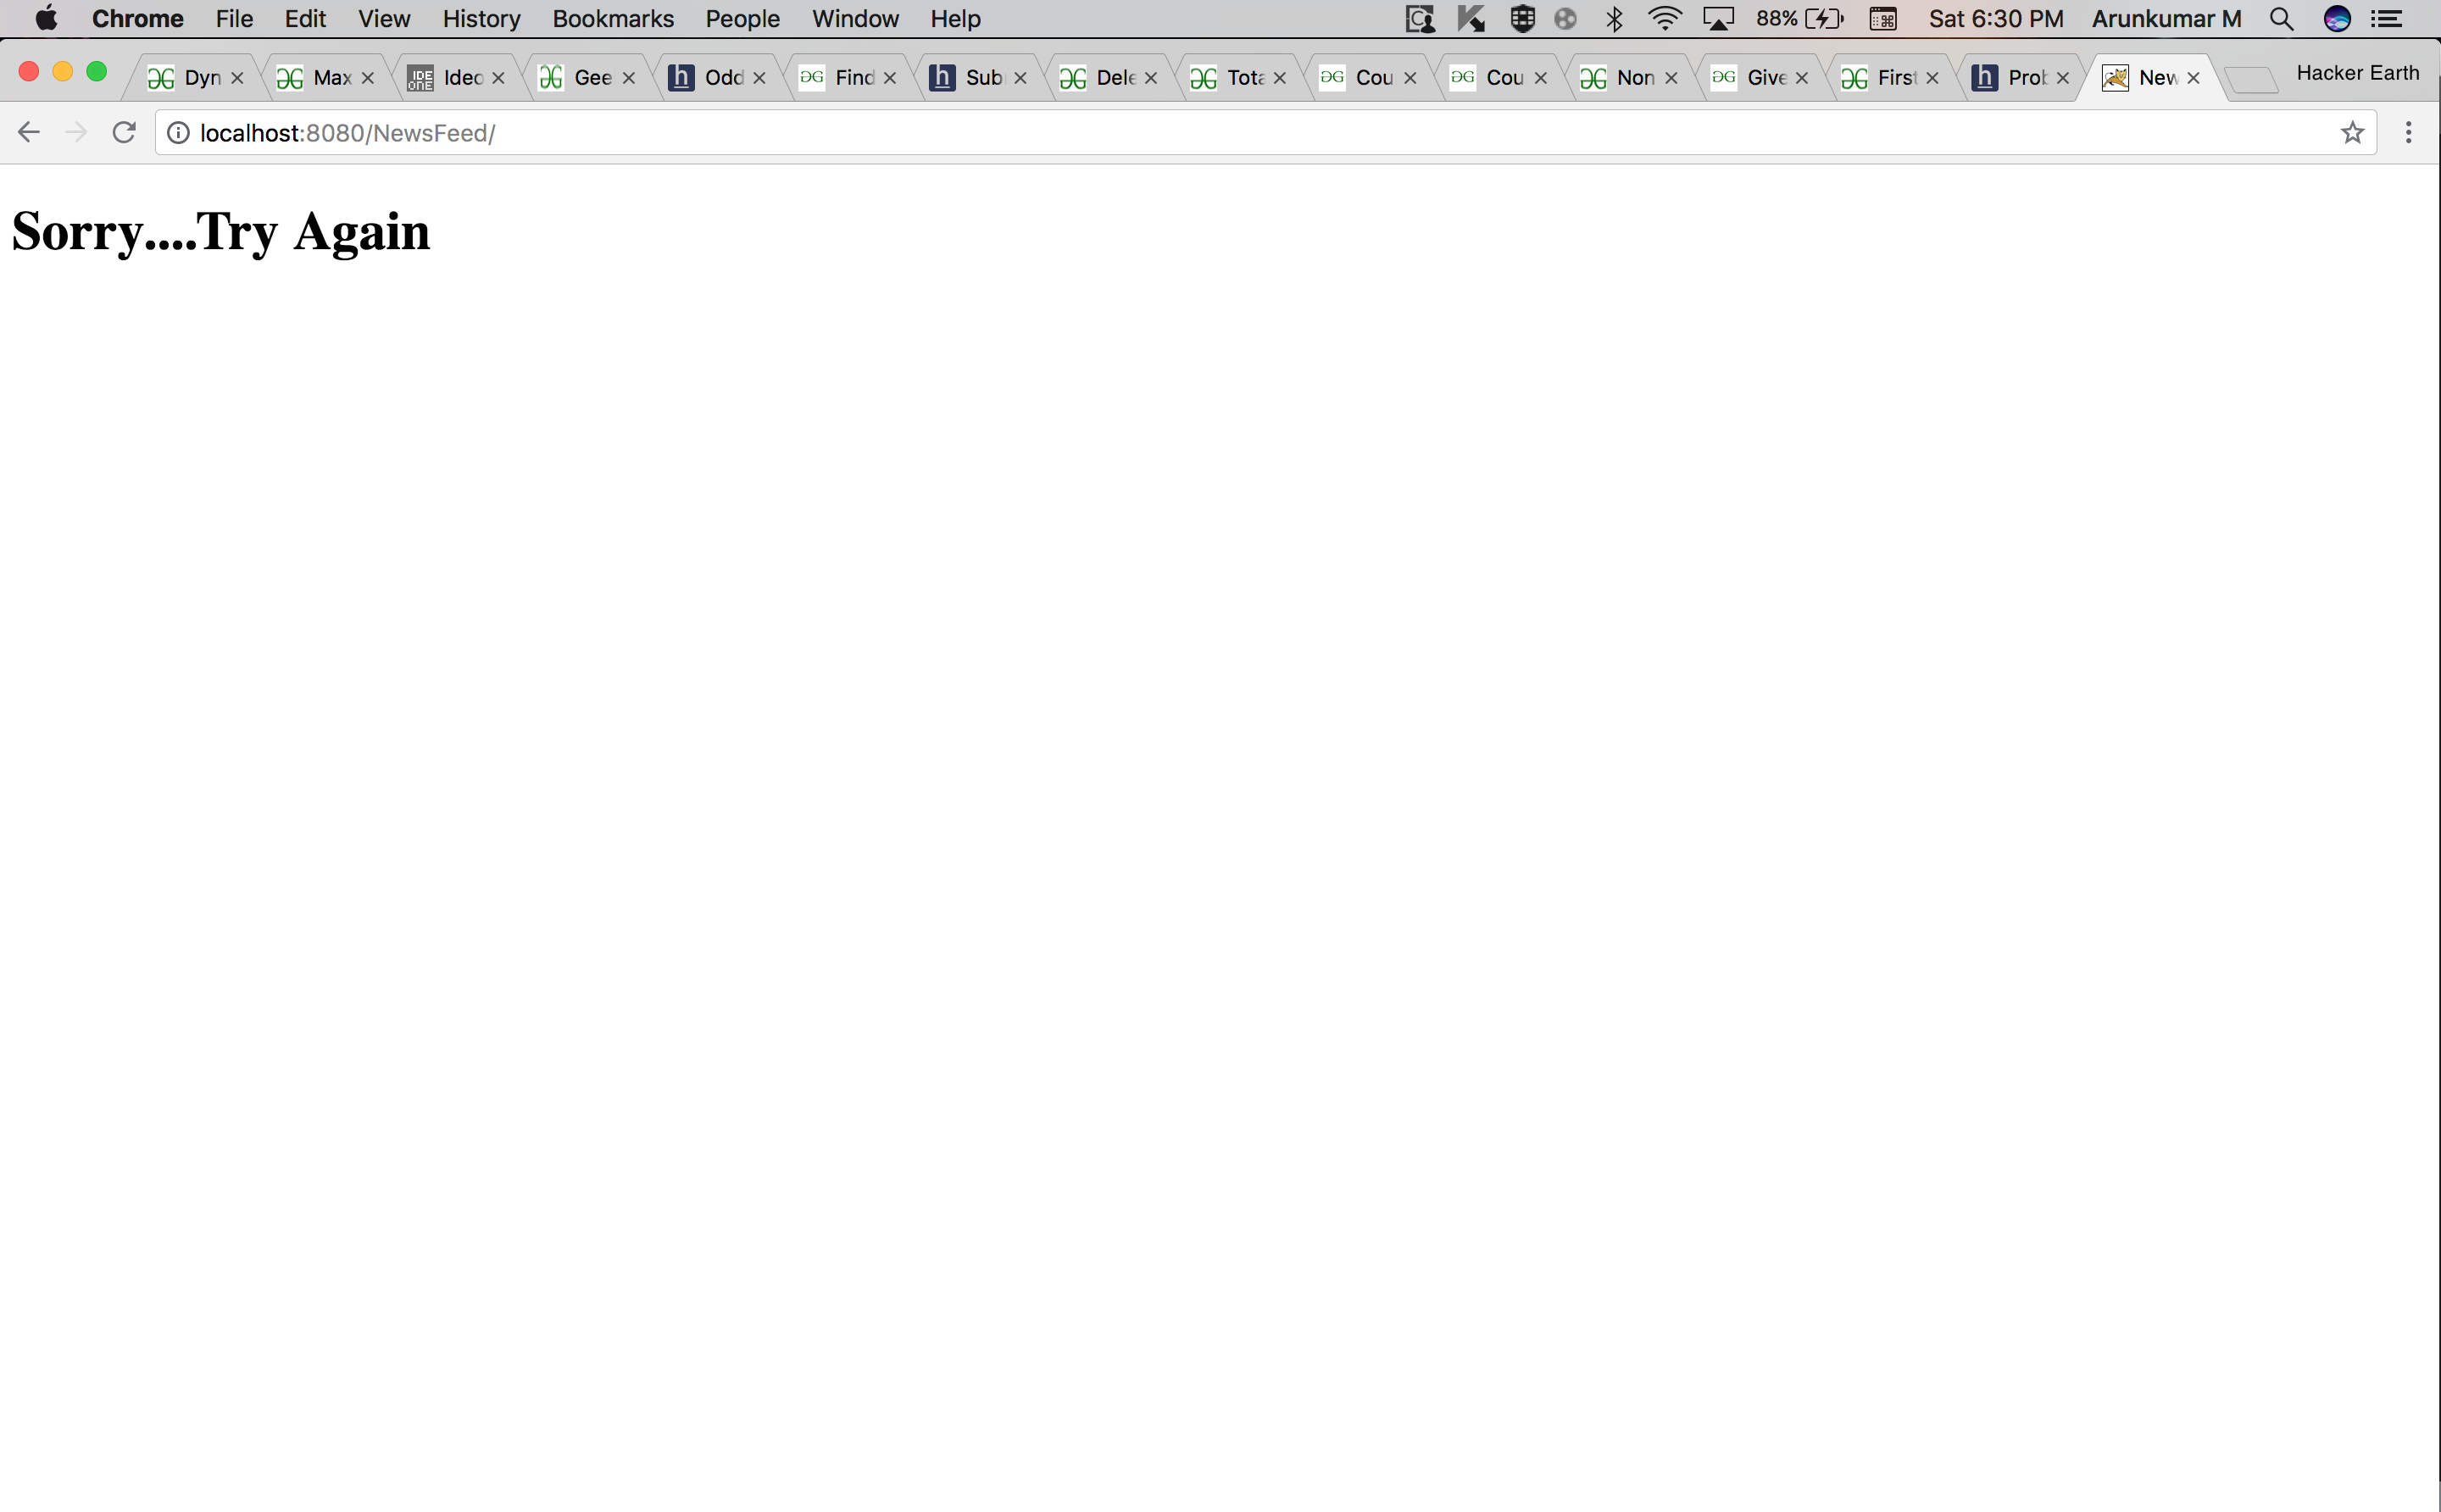 Chrome File Edit View History Bookmarks People Window Help 88% Sat 6:30 PM Arunkumar M
Dyn Max Ideo Gee Odd Find Sub Dele Tota Cou Cou Non Give First Prob New Hacker Earth
localhost:8080/NewsFeed/
Sorry....Try Again